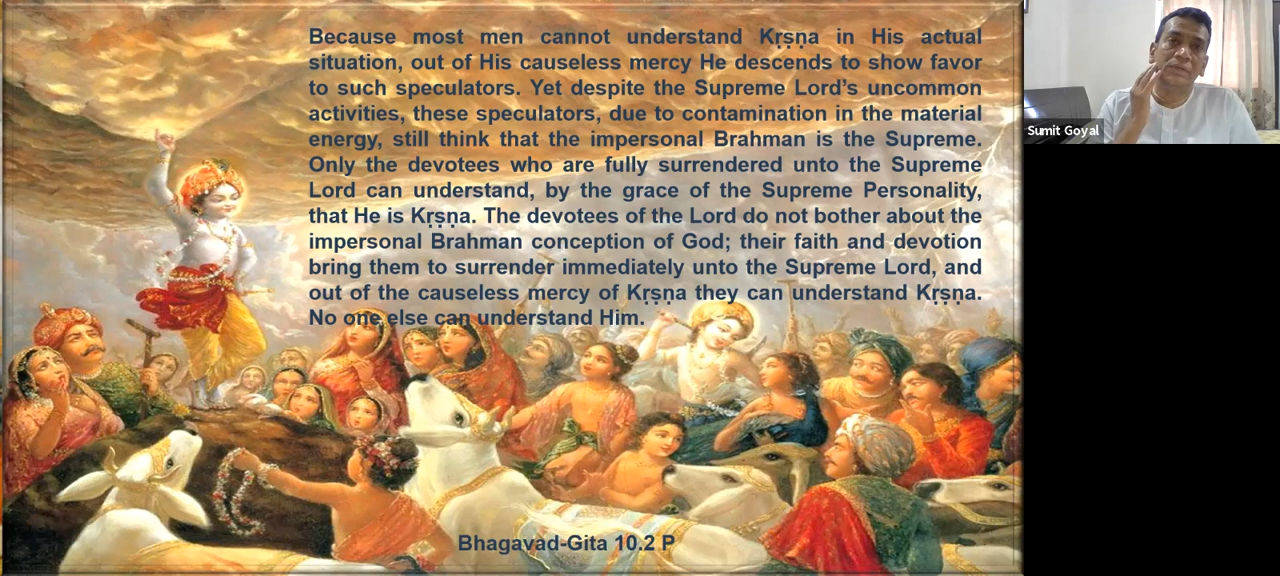 Because most men cannot understand Kṛṣṇa in His actual
situation, out of His causeless mercy He descends to show favor
to such speculators. Yet despite the Supreme Lord’s uncommon
activities, these speculators, due to contamination in the material
energy, still think that the impersonal Brahman is the Supreme.
Only the devotees who are fully surrendered unto the Supreme
Lord can understand, by the grace of the Supreme Personality,
that He is Kṛṣṇa. The devotees of the Lord do not bother about the
impersonal Brahman conception of God; their faith and devotion
bring them to surrender immediately unto the Supreme Lord, and
out of the causeless mercy of Kṛṣṇa they can understand Kṛṣṇa.
No one else can understand Him.
Bhagavad-Gita 10.2 P
Sumit Goyal